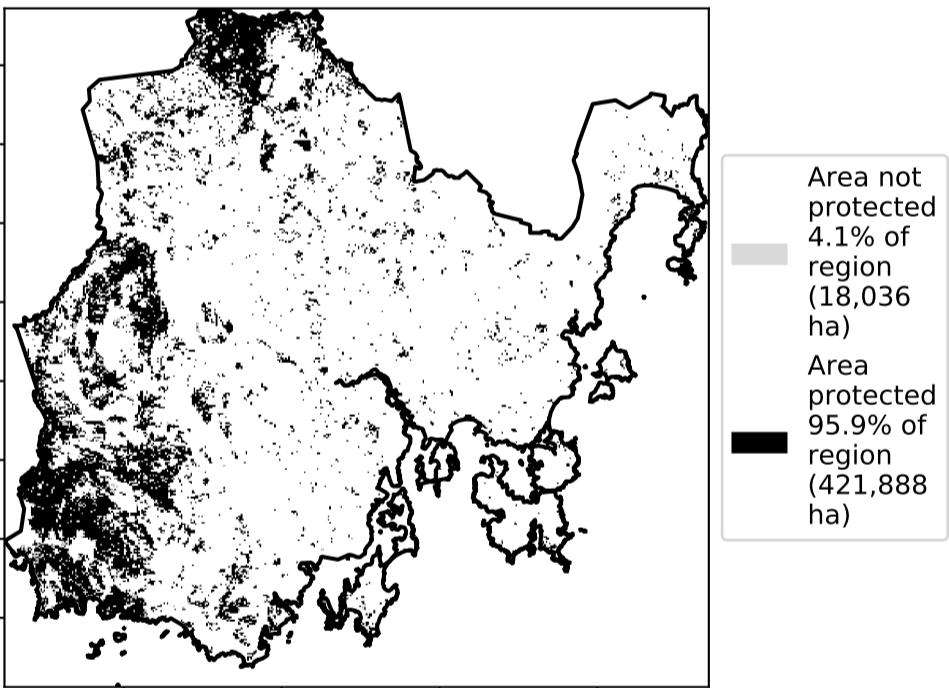 Area not
protected
4.1% of
region
(18,036
ha)
Area
protected
95.9% of
region
(421,888
ha)